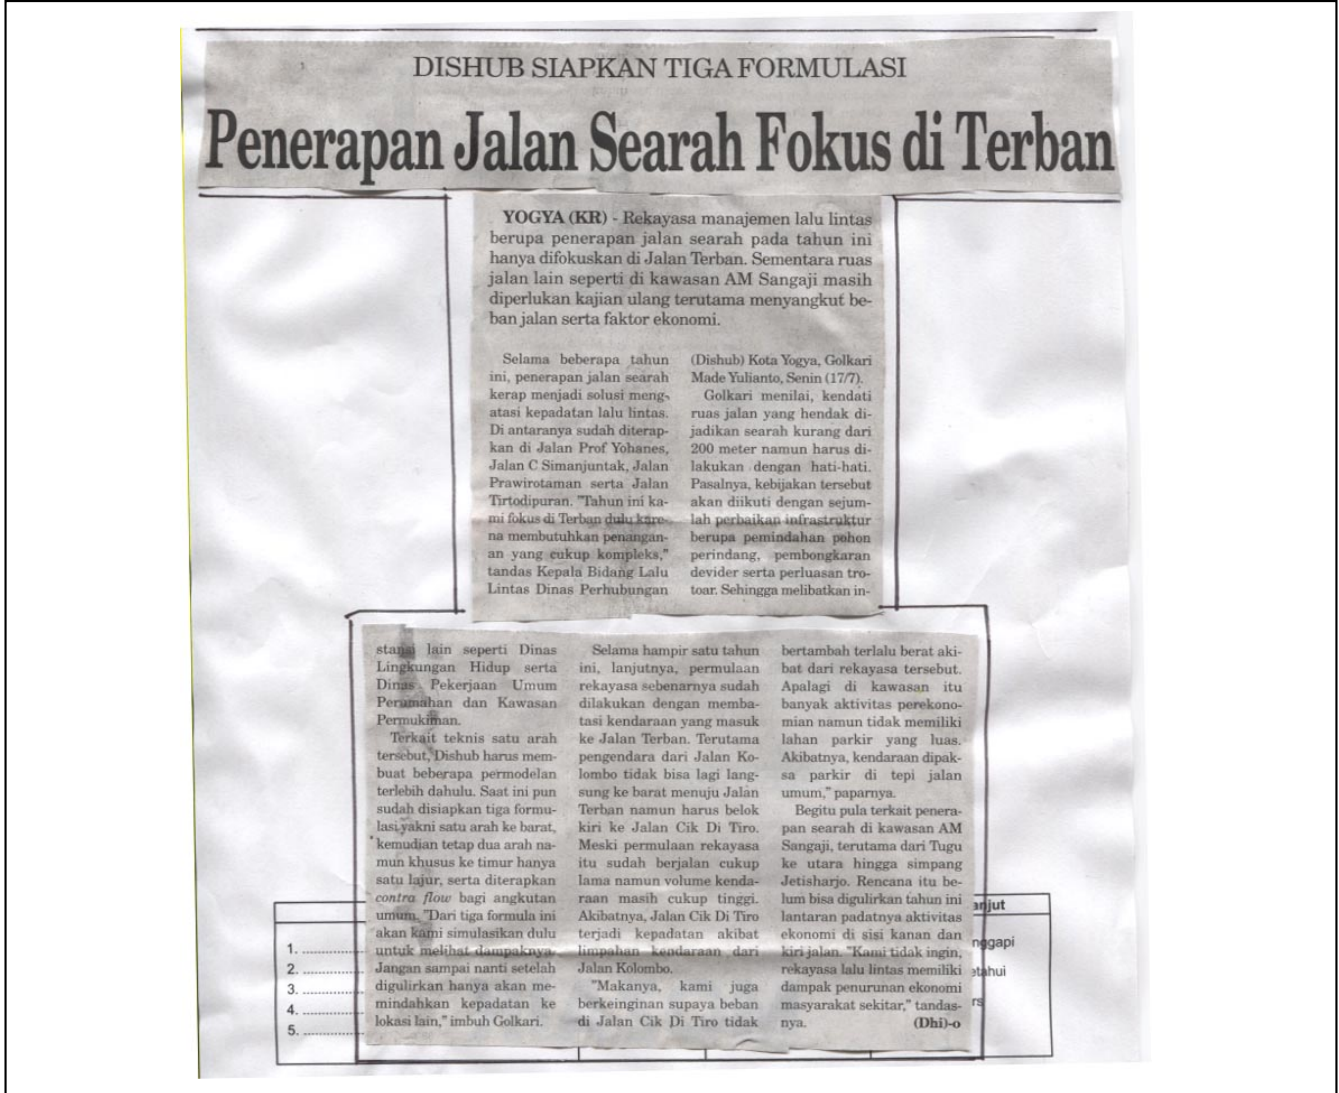 DISHUB SIAPKAN TIGA FORMULASI
Penerapan Jalan Searah Fokus di Terban
YOGYA (KR) - Rekayasa manajemen lalu lintas
berupa penerapan jalan searah pada tahun ini
hanya difokuskan di Jalan Terban. Sementara ruas
jalan lain seperti di kawasan AM Sangaji masih
diperlukan kajian ulang terutama menyangkut be-
ban jalan serta faktor ekonomi.
Selama beberapa tahun
ini, penerapan jalan searah
kerap menjadi solusi meng-
atasi kepadatan lalu lintas.
Di antaranya sudah diterap-
kan di Jalan Prof Yohanes,
Jalan C Simanjuntak, Jalan
Prawirotaman serta Jalan
Tirtodipuran. "Tahun ini ka-
mi fokus di Terban dulu kare-
na membutuhkan penangan-
an yang cukup kompleks,"
tandas Kepala Bidang Lalu
Lintas Dinas Perhubungan
(Dishub) Kota Yogya, Golkari
Made Yulianto, Senin (17/7).
Golkari menilai, kendati
ruas jalan yang hendak di-
jadikan searah kurang dari
200 meter namun harus di-
lakukan dengan hati-hati.
Pasalnya, kebijakan tersebut
akan diikuti dengan sejum-
lah perbaikan infrastruktur
berupa pemindahan pohon
perindang, pembongkaran
devider serta perluasan tro-
toar. Sehingga melibatkan in-
stansi lain seperti Dinas
Lingkungan Hidup serta
Dinas Pekerjaan Umum
Perumahan dan Kawasan
Permukiman.
Terkait teknis satu arah
tersebut, Dishub harus mem-
buat beberapa permodelan
terlebih dahulu. Saat ini pun
sudah disiapkan tiga formu-
lasi yakni satu arah ke barat,
kemudian tetap dua arah na-
mun khusus ke timur hanya
satu lajur, serta diterapkan
contra flow bagi angkutan
umum. "Dari tiga formula ini
akan kami simulasikan dulu
untuk melihat dampaknya.
Jangan sampai nanti setelah
digulirkan hanya akan me-
mindahkan kepadatan ke
lokasi lain," imbuh Golkari.
Selama hampir satu tahun
ini, lanjutnya, permulaan
rekayasa sebenarnya sudah
dilakukan dengan memba-
tasi kendaraan yang masuk
ke Jalan Terban. Terutama
pengendara dari Jalan Ko-
lombo tidak bisa lagi lang-
sung ke barat menuju Jalan
Terban namun harus belok
kiri ke Jalan Cik Di Tiro.
Meski permulaan rekayasa
itu sudah berjalan cukup
lama namun volume kenda-
raan masih cukup tinggi.
Akibatnya, Jalan Cik Di Tiro
terjadi kepadatan akibat
limpahan kendaraan dari
Jalan Kolombo.
"Makanya, kami juga
berkeinginan supaya beban
di Jalan Cik Di Tiro tidak
bertambah terlalu berat aki-
bat dari rekayasa tersebut.
Apalagi di kawasan itu
banyak aktivitas perekono-
mian namun tidak memiliki
lahan parkir yang luas.
Akibatnya, kendaraan dipak-
sa parkir di tepi jalan
umum," paparnya.
Begitu pula terkait penera-
pan searah di kawasan AM
Sangaji, terutama dari Tugu
ke utara hingga simpang
Jetisharjo. Rencana itu be-
lum bisa digulirkan tahun ini
lantaran padatnya aktivitas
ekonomi di sisi kanan dan
kiri jalan. "Kami tidak ingin,
rekayasa lalu lintas memiliki
dampak penurunan ekonomi
masyarakat sekitar," tandas-
nya. (Dhi)-o
1. ..............
2. ..............
3. ..............
4. ..............
5. ..............
anjut
nggapi
etahui
rs